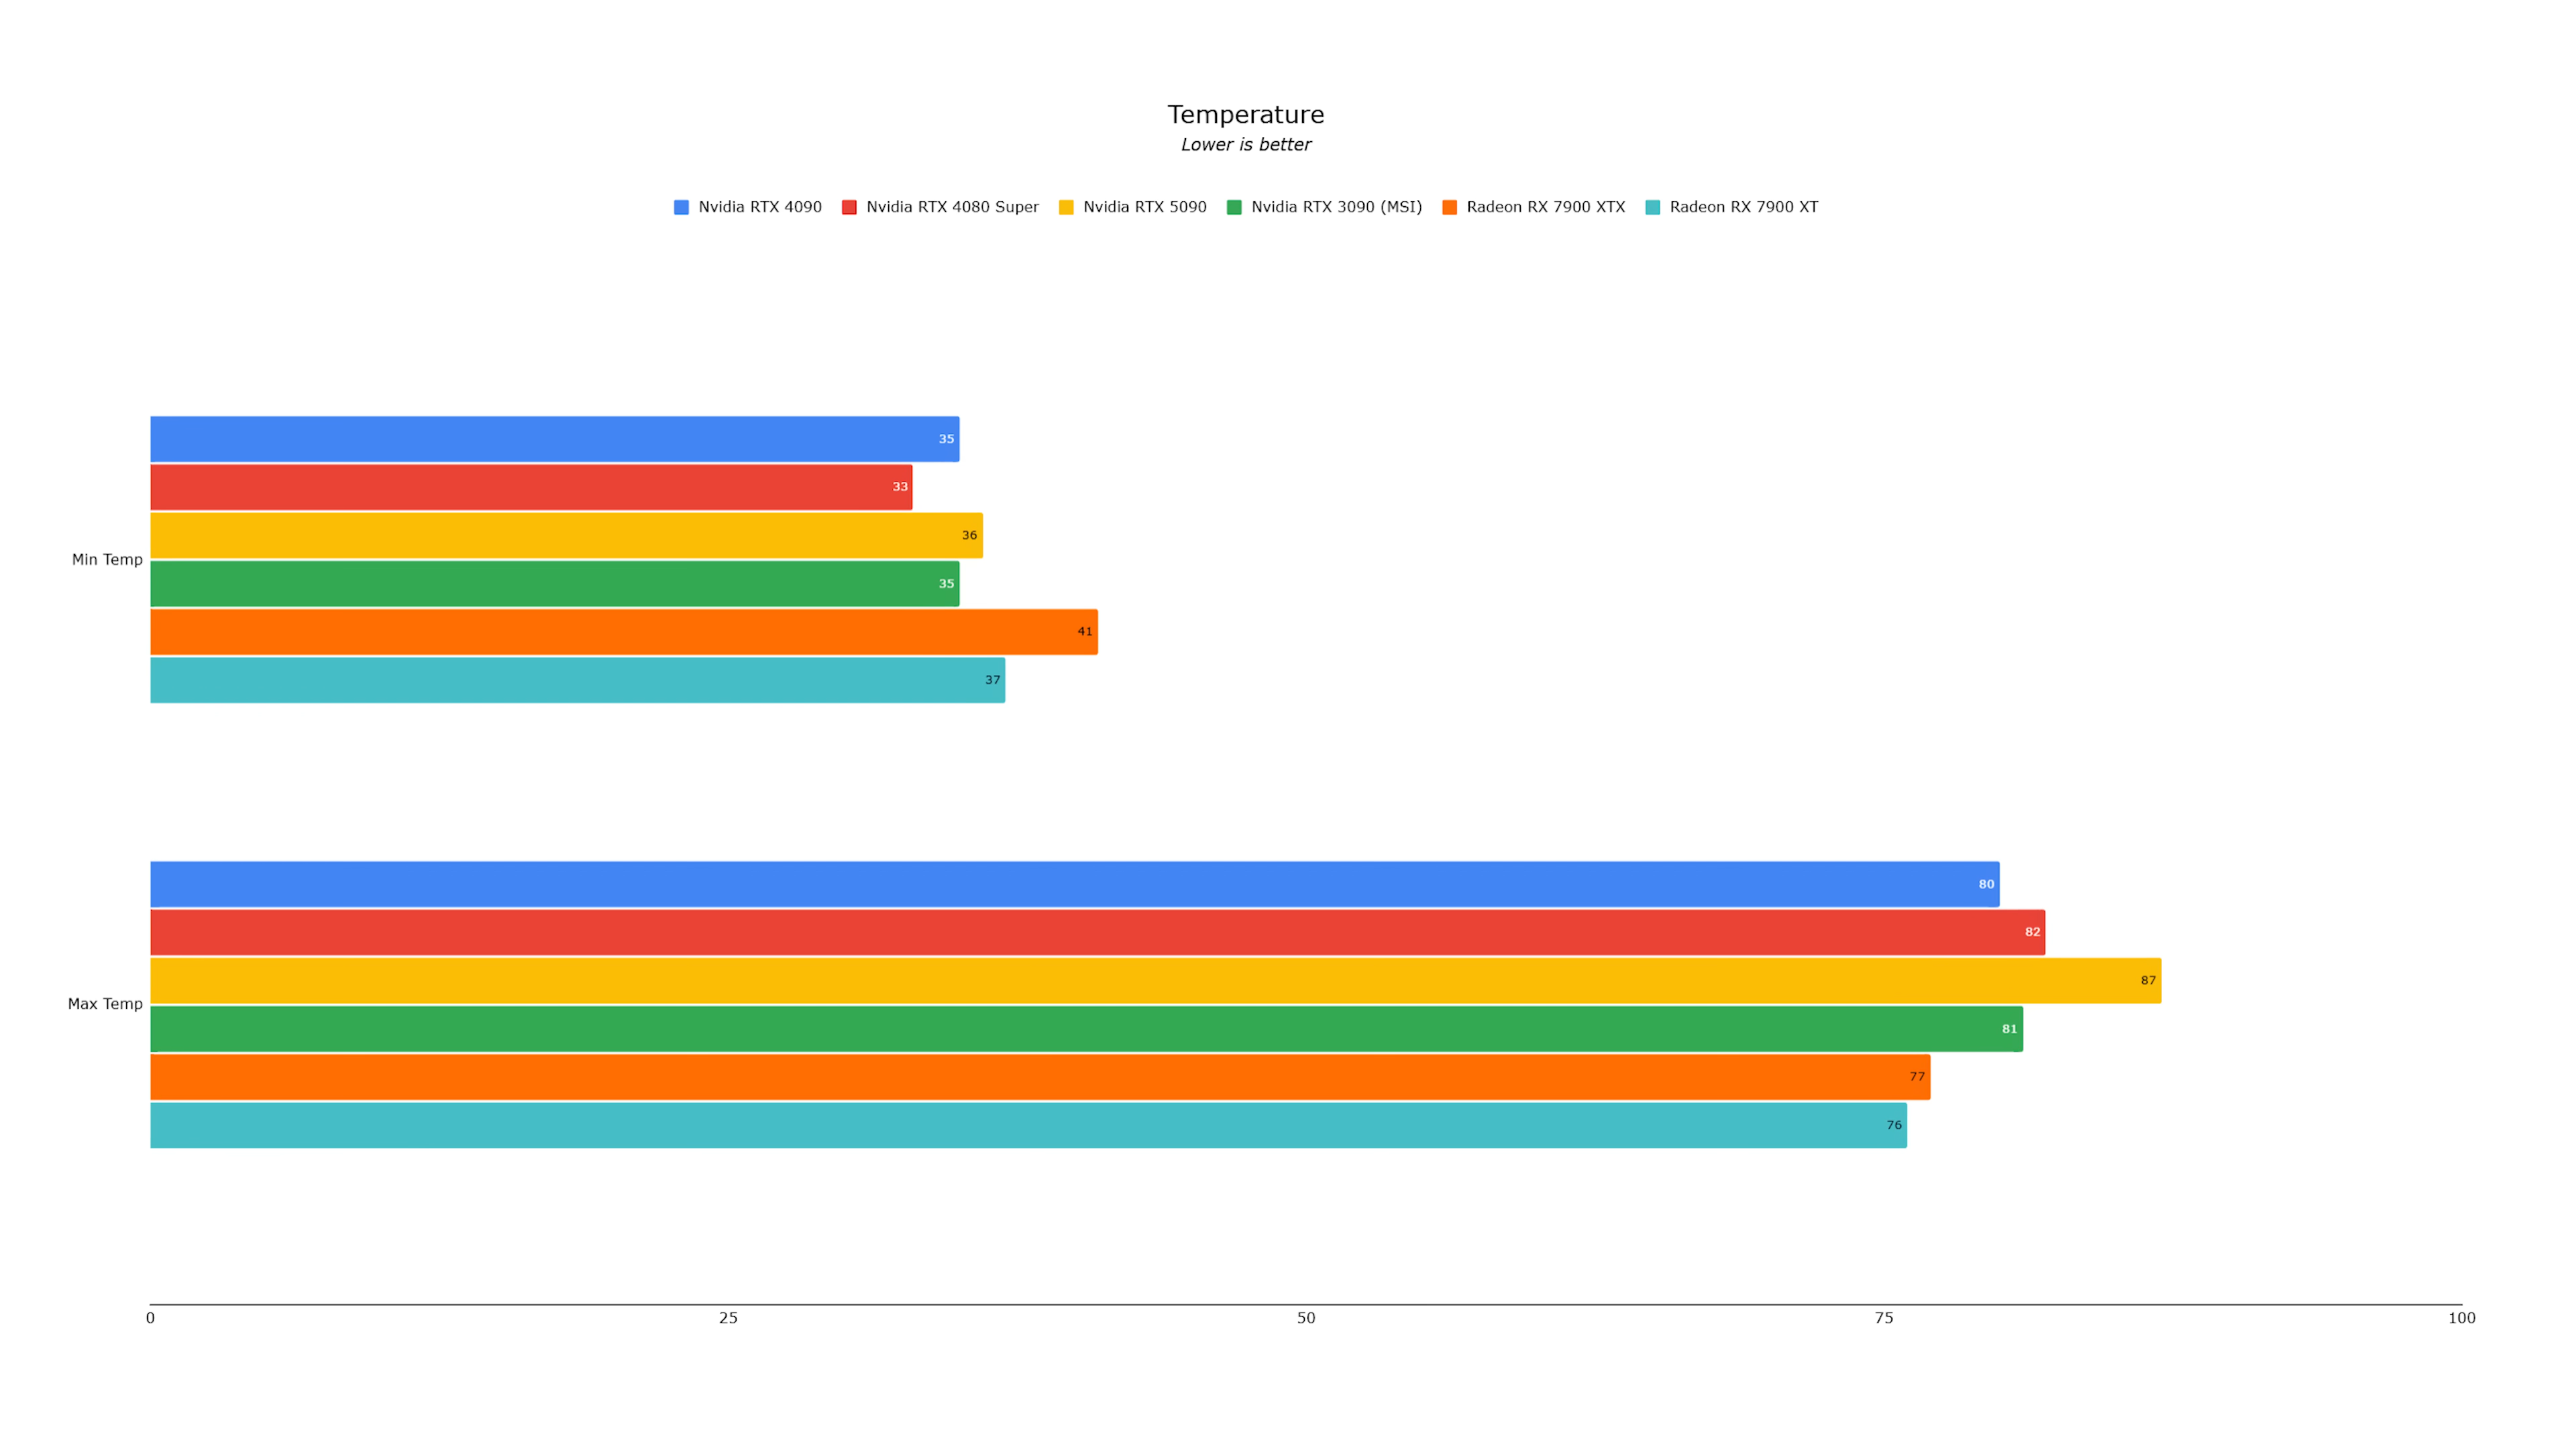 Temperature
Lower is better
Nvidia RTX 4090 Nvidia RTX 4080 Super Nvidia RTX 5090 Nvidia RTX 3090 (MSI) Radeon RX 7900 XTX Radeon RX 7900 XT
35
33
36
Min Temp
35
41
37
80
82
87
Max Temp
81
77
76
0 25 50 75 100